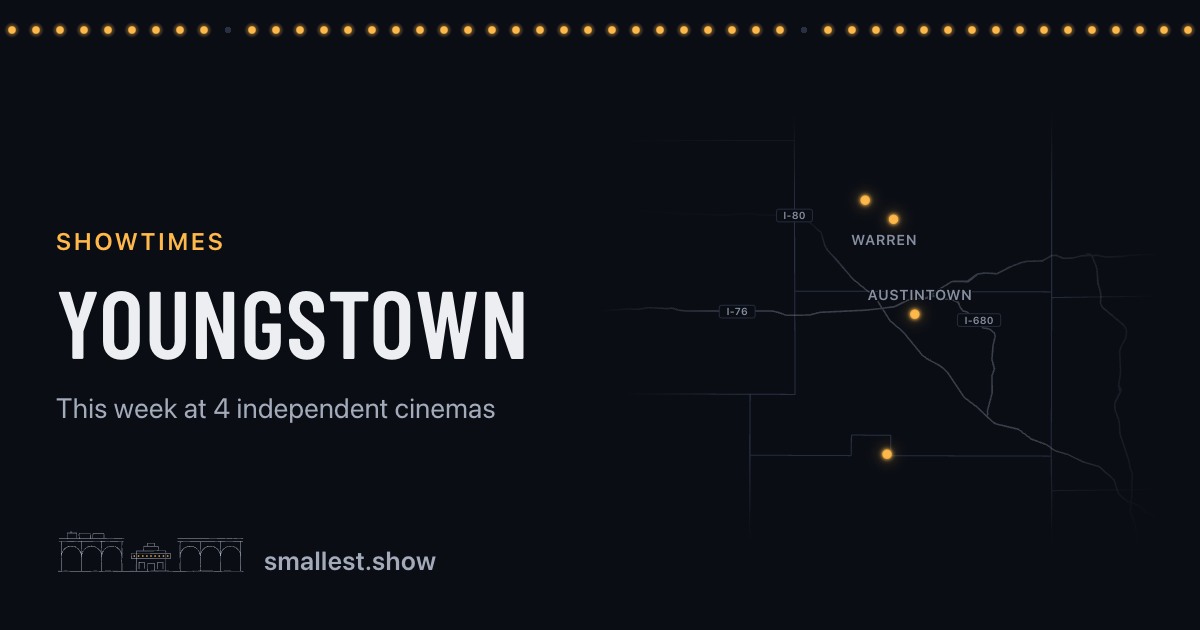 SHOWTIMES
YOUNGSTOWN
This week at 4 independent cinemas
smallest.show
I-80
WARREN
AUSTINTOWN
I-76
I-680